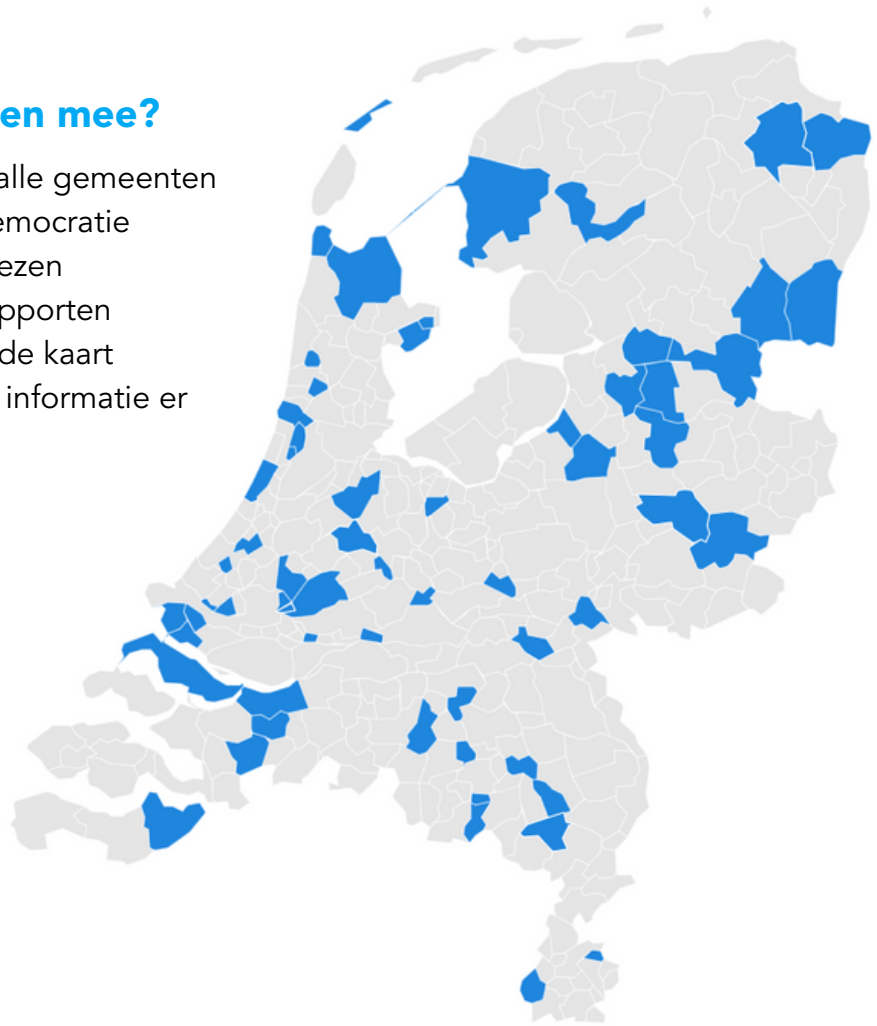 en mee?
alle gemeenten
emocratie
ezen
pporten
de kaart
informatie er